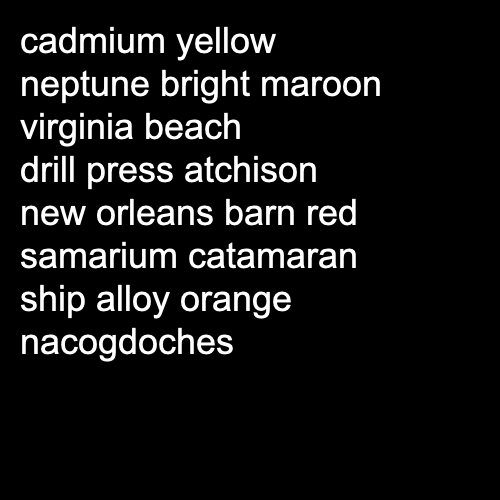 cadmium yellow
neptune bright maroon
virginia beach
drill press atchison
new orleans barn red
samarium catamaran
ship alloy orange
nacogdoches